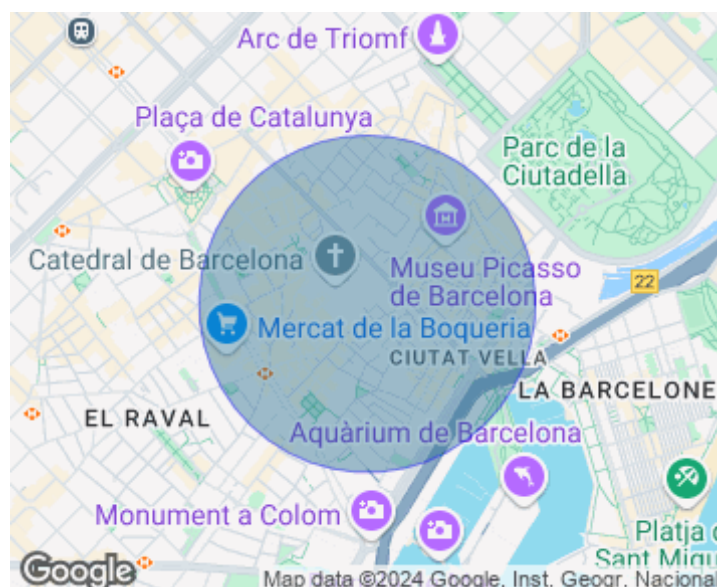 Arc de Triomf
Plaça de Catalunya
Parc de la
Ciutadella
Catedral de Barcelona
Museu Picasso
de Barcelona
22
Mercat de la Boqueria
CIUTAT VELLA
LA BARCELONE
EL RAVAL
Aquàrium de Barcelona
Monument a Colom
Platja d
Sant Miqu
Google
Map data ©2024 Google, Inst. Geogr. Nacional